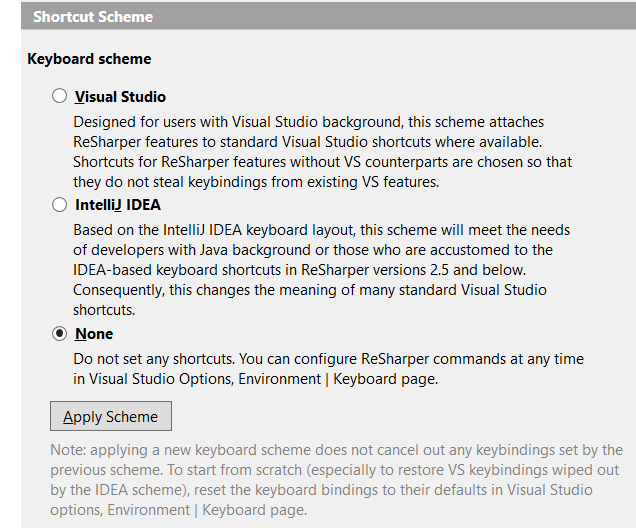 Shortcut Scheme
Keyboard scheme
Visual Studio
Designed for users with Visual Studio background, this scheme attaches
ReSharper features to standard Visual Studio shortcuts where available.
Shortcuts for ReSharper features without VS counterparts are chosen so that
they do not steal keybindings from existing VS features.
IntelliJ IDEA
Based on the IntelliJ IDEA keyboard layout, this scheme will meet the needs
of developers with Java background or those who are accustomed to the
IDEA-based keyboard shortcuts in ReSharper versions 2.5 and below.
Consequently, this changes the meaning of many standard Visual Studio
shortcuts.
None
Do not set any shortcuts. You can configure ReSharper commands at any time
in Visual Studio Options, Environment | Keyboard page.
Apply Scheme
Note: applying a new keyboard scheme does not cancel out any keybindings set by the
previous scheme. To start from scratch (especially to restore VS keybindings wiped out
by the IDEA scheme), reset the keyboard bindings to their defaults in Visual Studio
options, Environment | Keyboard page.